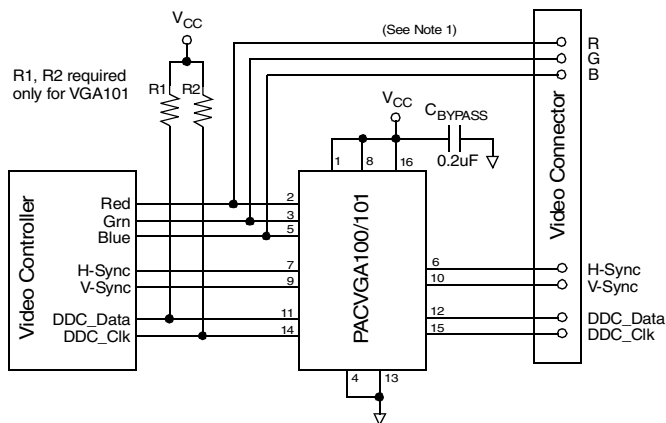 V_CC
(See Note 1)
R
G
B
R1, R2 required
only for VGA101
R1
R2
V_CC
C_BYPASS
0.2uF
1
8
16
Video Controller
Red
2
Grn
3
Blue
5
H-Sync
7
V-Sync
9
DDC_Data
11
DDC_Clk
14
PACVGA100/101
6
10
12
15
4
13
Video Connector
H-Sync
V-Sync
DDC_Data
DDC_Clk